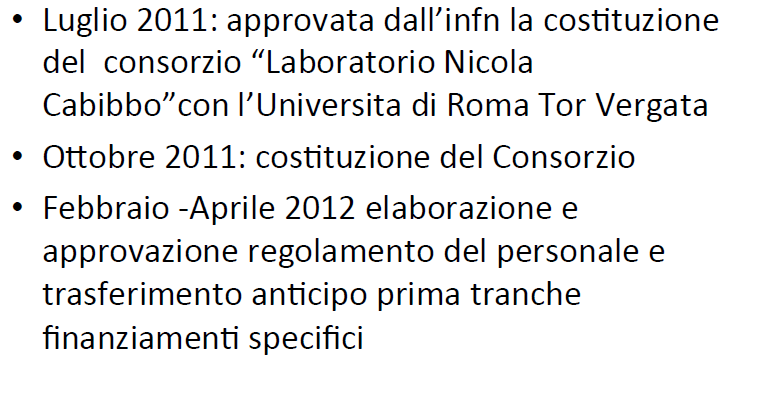 • Luglio 2011: approvata dall’infn la costituzione
del  consorzio “Laboratorio Nicola
Cabibbo”con l’Universita di Roma Tor Vergata
• Ottobre 2011: costituzione del Consorzio
• Febbraio -Aprile 2012 elaborazione e
approvazione regolamento del personale e
trasferimento anticipo prima tranche
finanziamenti specifici